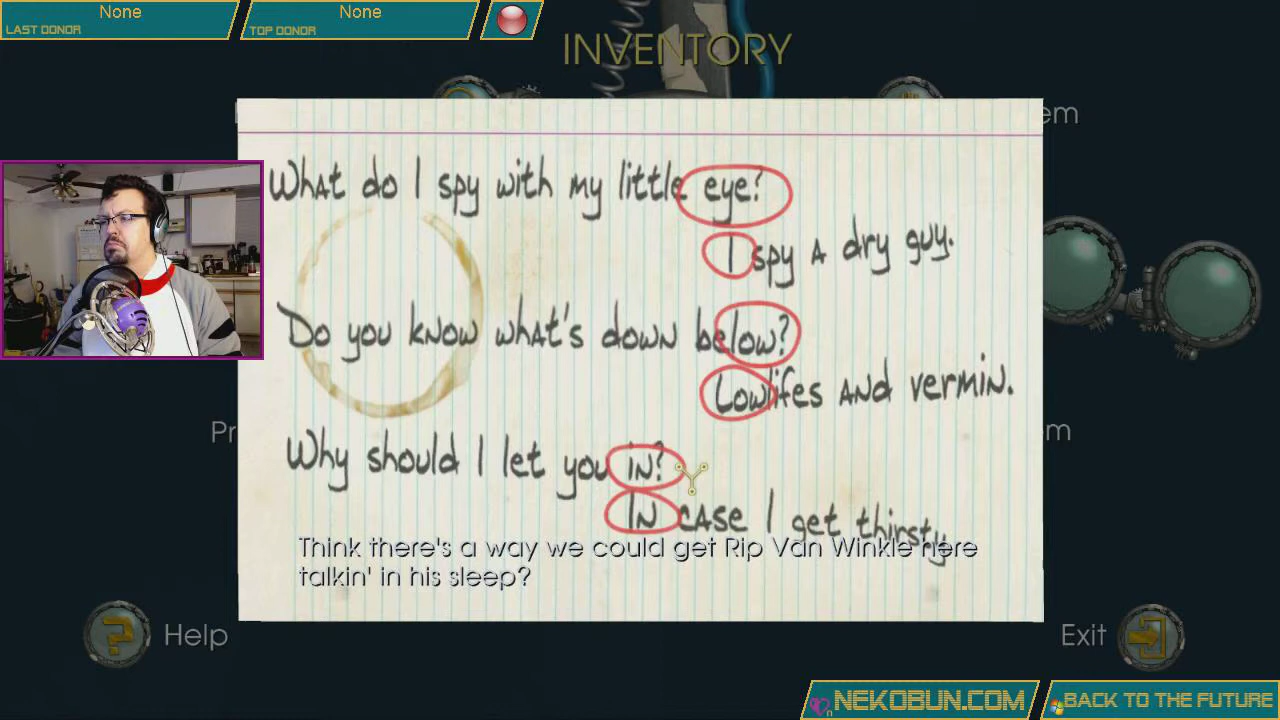 None
LAST DONOR
None
TOP DONOR
INVENTORY
em
What do I spy with my little eye?
I spy a dry guy.
Do you know what's down below?
Lowlifes and vermin.
Pr
em
Why should I let you in?
In case I get thirsty.
Think there's a way we could get Rip Van Winkle here
talkin' in his sleep?
Help
Exit
NEKOBUN.COM
BACK TO THE FUTURE